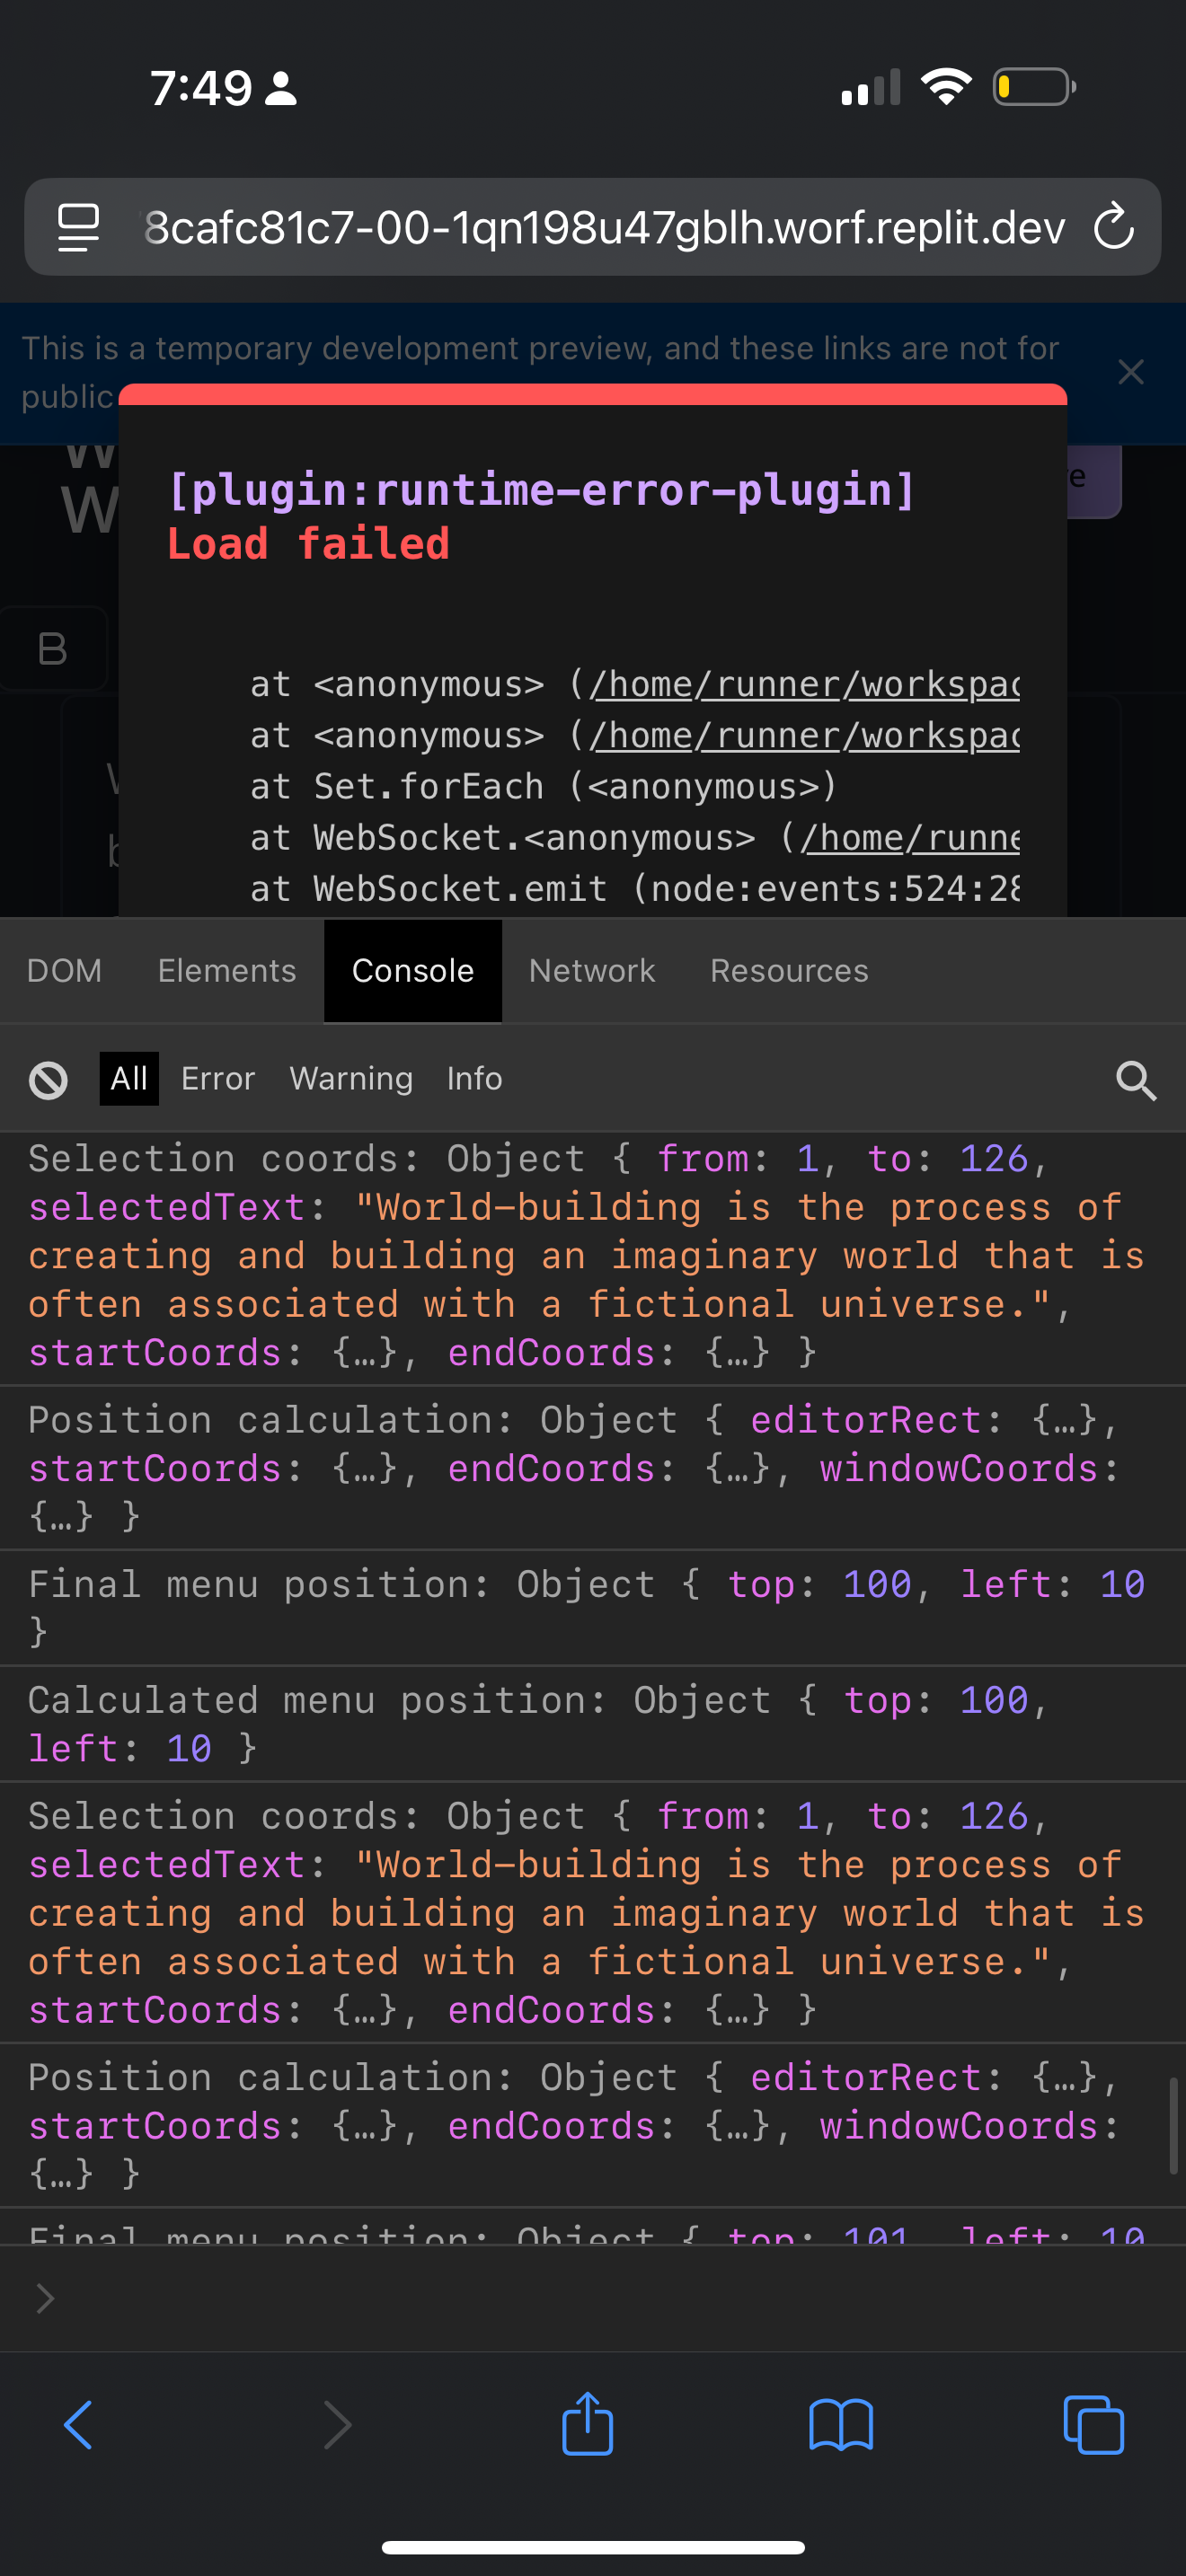 7:49
8cafc81c7-00-1qn198u47gblh.worf.replit.dev
This is a temporary development preview, and these links are not for
public
W
W
e
[plugin:runtime-error-plugin]
Load failed
B
at <anonymous> (/home/runner/workspac
at <anonymous> (/home/runner/workspac
at Set.forEach (<anonymous>)
at WebSocket.<anonymous> (/home/runne
at WebSocket.emit (node:events:524:28
DOM Elements Console Network Resources
All Error Warning Info
Selection coords: Object { from: 1, to: 126,
selectedText: "World-building is the process of
creating and building an imaginary world that is
often associated with a fictional universe.",
startCoords: {…}, endCoords: {…} }
Position calculation: Object { editorRect: {…},
startCoords: {…}, endCoords: {…}, windowCoords:
{…} }
Final menu position: Object { top: 100, left: 10
}
Calculated menu position: Object { top: 100,
left: 10 }
Selection coords: Object { from: 1, to: 126,
selectedText: "World-building is the process of
creating and building an imaginary world that is
often associated with a fictional universe.",
startCoords: {…}, endCoords: {…} }
Position calculation: Object { editorRect: {…},
startCoords: {…}, endCoords: {…}, windowCoords:
{…} }
Final menu position: Object { top: 101, left: 10